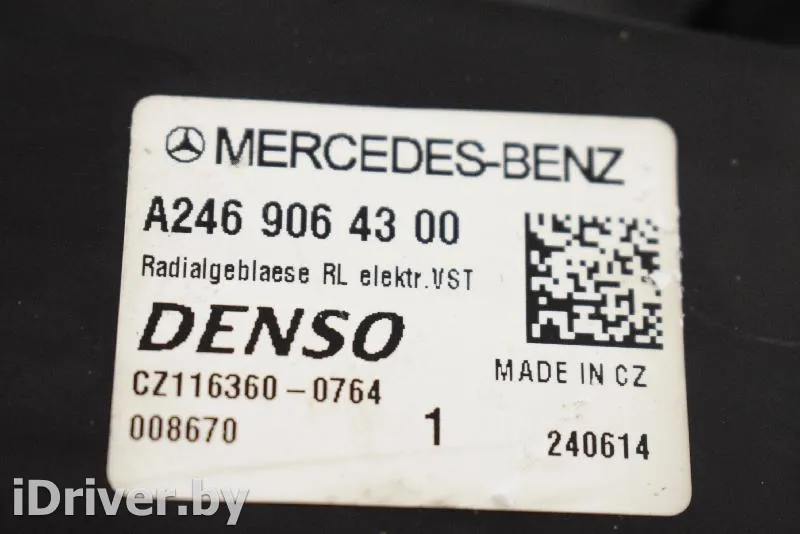 MERCEDES-BENZ
A246 906 43 00
Radialgeblaese RL elektr.VST
DENSO
MADE IN CZ
CZ116360-0764
008670
1
240614
iDriver.by